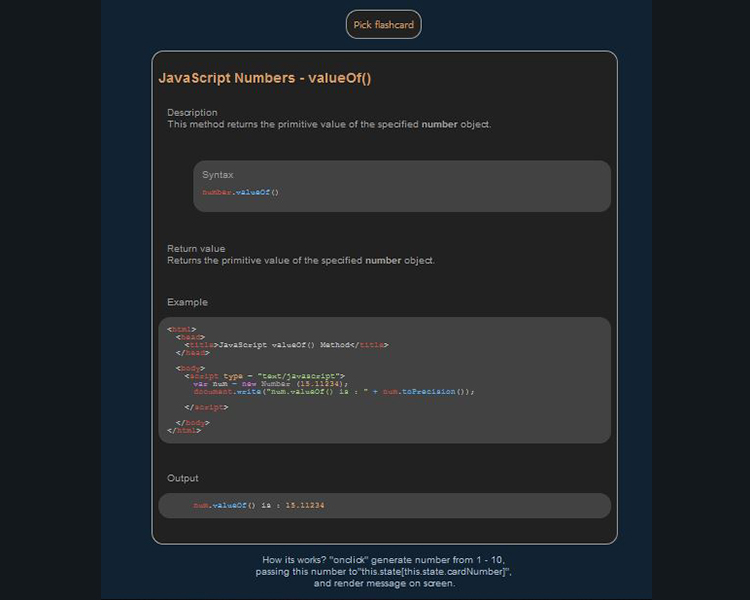 Pick flashcard
JavaScript Numbers - valueOf()
Description
This method returns the primitive value of the specified number object.
Syntax
number.valueOf()
Return value
Returns the primitive value of the specified number object.
Example
<html>
<head>
<title>JavaScript valueOf() Method</title>
</head>
<body>
<script type = "text/javascript">
var num = new Number (15.11234);
document.write("num.valueOf() is : " + num.toPrecision());
</script>
</body>
</html>
Output
num.valueOf() is : 15.11234
How its works? "onclick" generate number from 1 - 10,
passing this number to"this.state[this.state.cardNumber]",
and render message on screen.